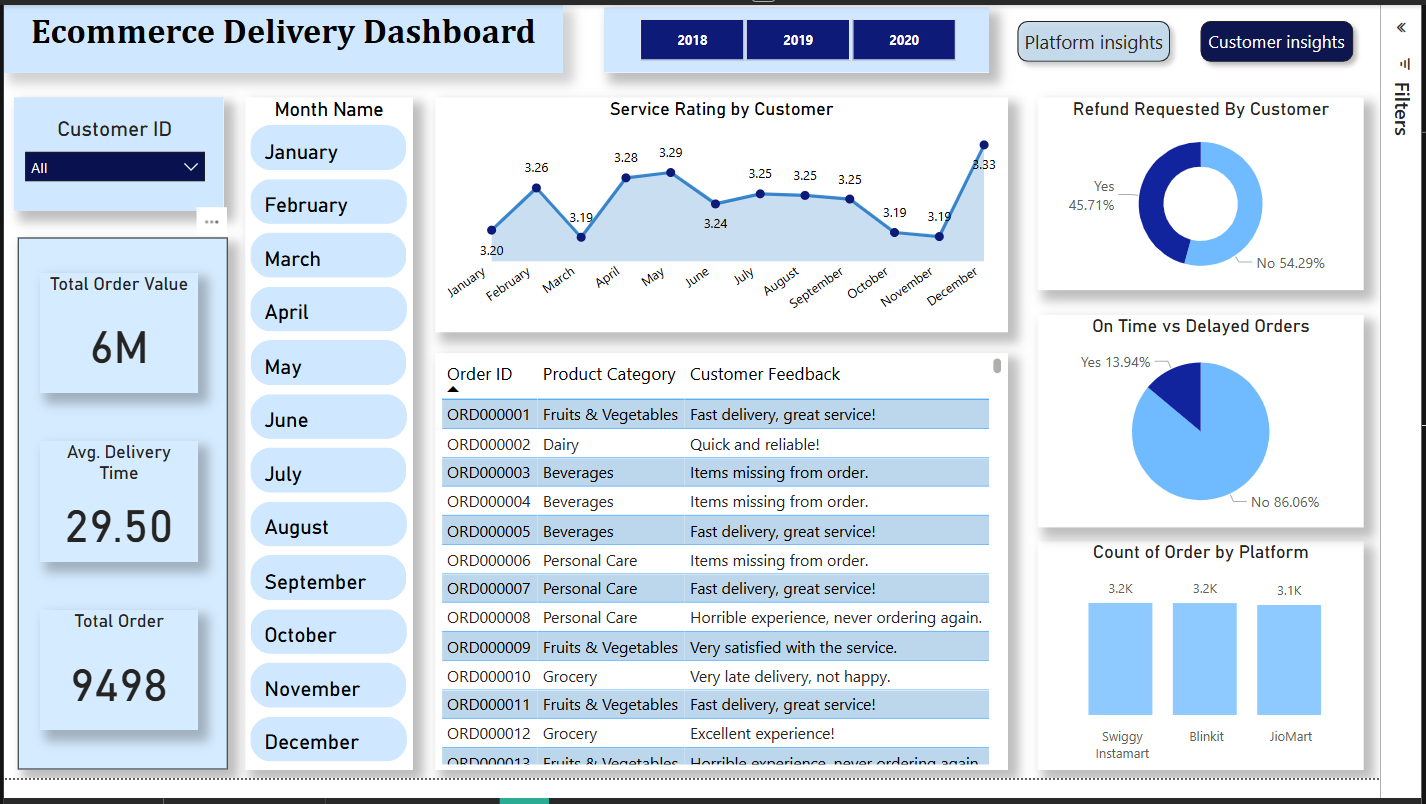 Ecommerce Delivery Dashboard
2018
2019
2020
Platform insights
Customer insights
Filters
Customer ID
All
Total Order Value
6M
Avg. Delivery
Time
29.50
Total Order
9498
Month Name
January
February
March
April
May
June
July
August
September
October
November
December
Service Rating by Customer
3.20
3.26
3.19
3.28
3.29
3.24
3.25
3.25
3.25
3.19
3.19
3.33
January
February
March
April
May
June
July
August
September
October
November
December
Order ID Product Category Customer Feedback
ORD000001 Fruits & Vegetables Fast delivery, great service!
ORD000002 Dairy Quick and reliable!
ORD000003 Beverages Items missing from order.
ORD000004 Beverages Items missing from order.
ORD000005 Beverages Fast delivery, great service!
ORD000006 Personal Care Items missing from order.
ORD000007 Personal Care Fast delivery, great service!
ORD000008 Personal Care Horrible experience, never ordering again.
ORD000009 Fruits & Vegetables Very satisfied with the service.
ORD000010 Grocery Very late delivery, not happy.
ORD000011 Fruits & Vegetables Fast delivery, great service!
ORD000012 Grocery Excellent experience!
ORD000013 Fruits & Vegetables Horrible experience, never ordering again.
Refund Requested By Customer
Yes
45.71%
No 54.29%
On Time vs Delayed Orders
Yes 13.94%
No 86.06%
Count of Order by Platform
3.2K
3.2K
3.1K
Swiggy
Instamart
Blinkit
JioMart